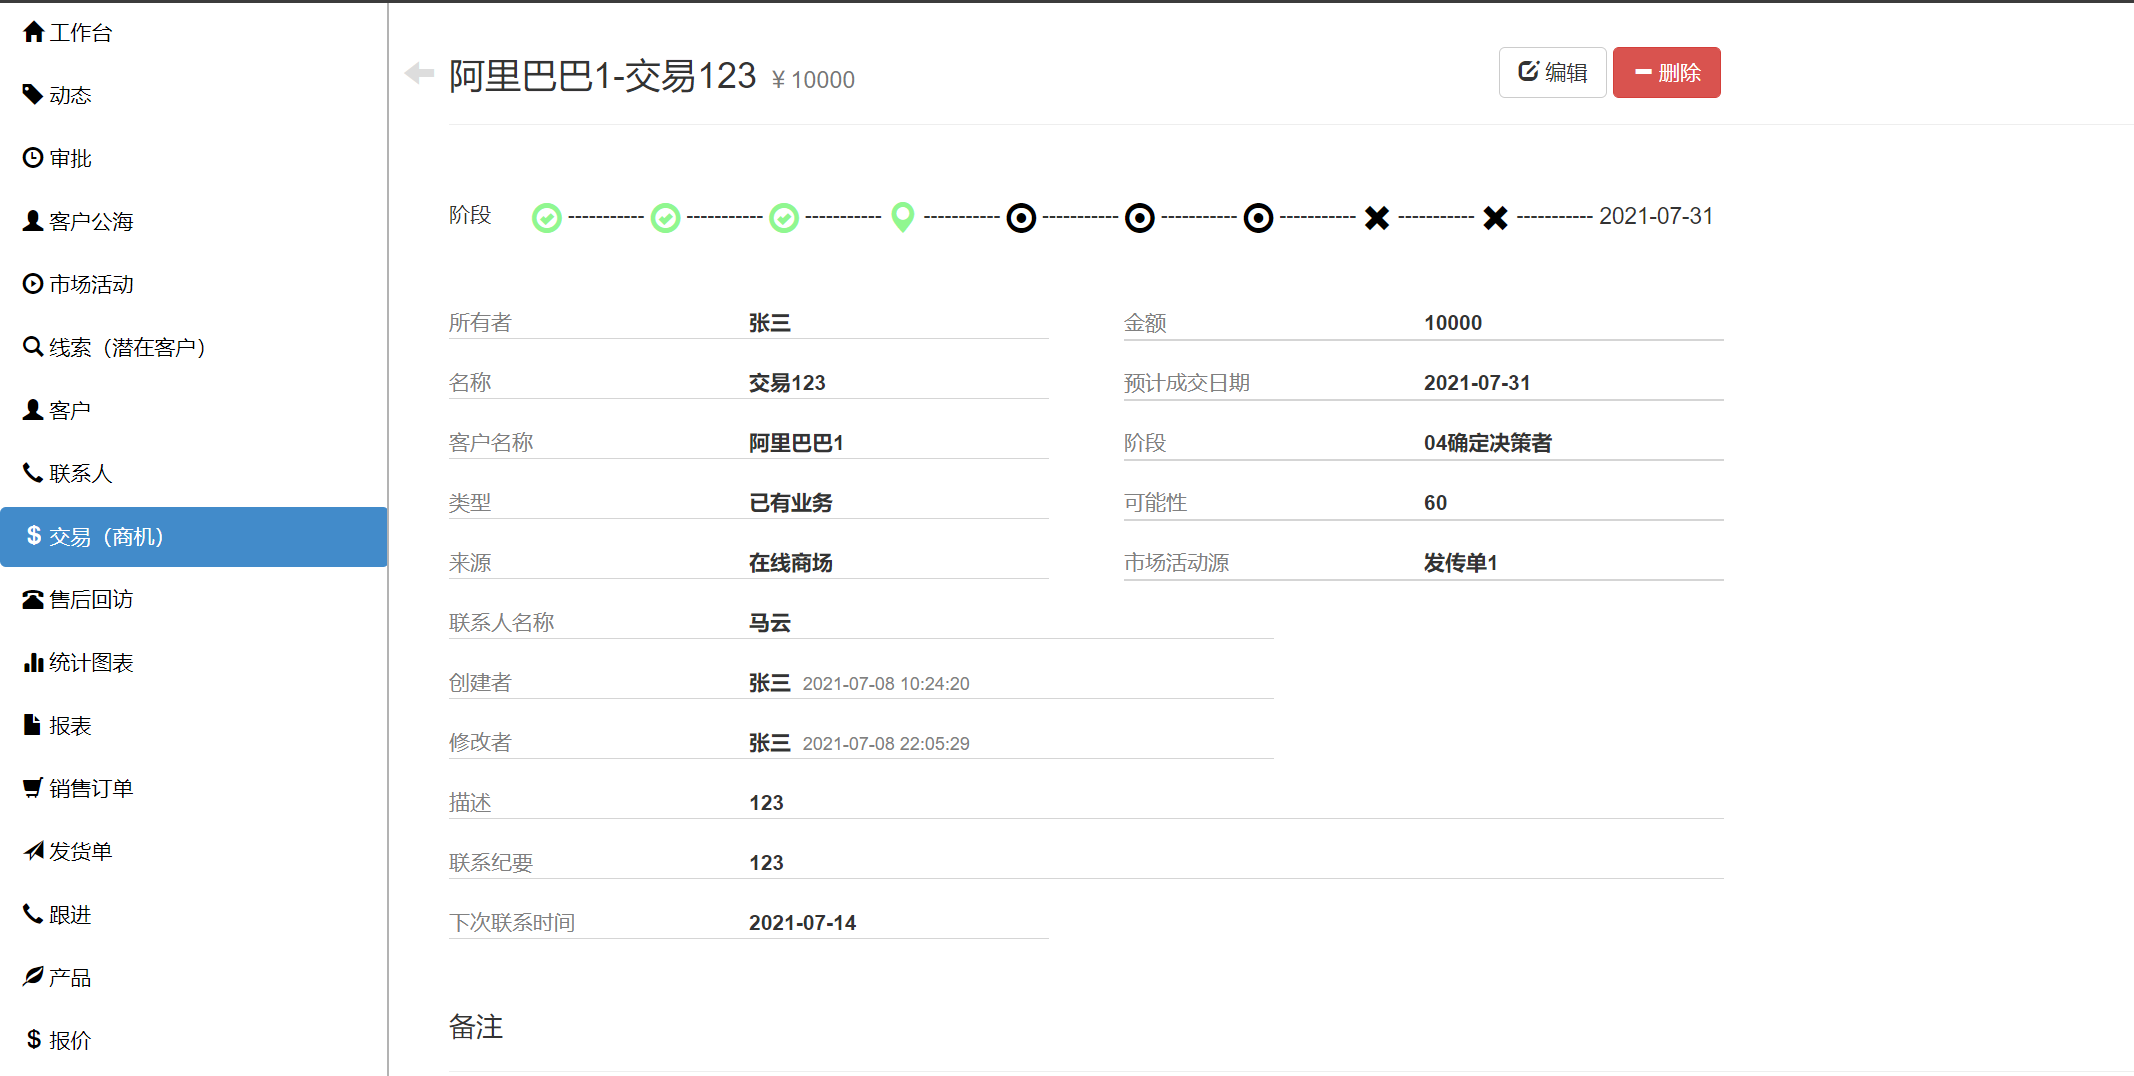 工作台
动态
审批
客户公海
市场活动
线索（潜在客户）
客户
联系人
交易（商机）
售后回访
统计图表
报表
销售订单
发货单
跟进
产品
报价
阿里巴巴1-交易123 ￥10000
编辑
删除
阶段 ----------- ----------- ----------- ----------- ----------- ----------- ----------- ----------- ----------- 2021-07-31
所有者 张三 金额 10000
名称 交易123 预计成交日期 2021-07-31
客户名称 阿里巴巴1 阶段 04确定决策者
类型 已有业务 可能性 60
来源 在线商场 市场活动源 发传单1
联系人名称 马云
创建者 张三 2021-07-08 10:24:20
修改者 张三 2021-07-08 22:05:29
描述 123
联系纪要 123
下次联系时间 2021-07-14
备注